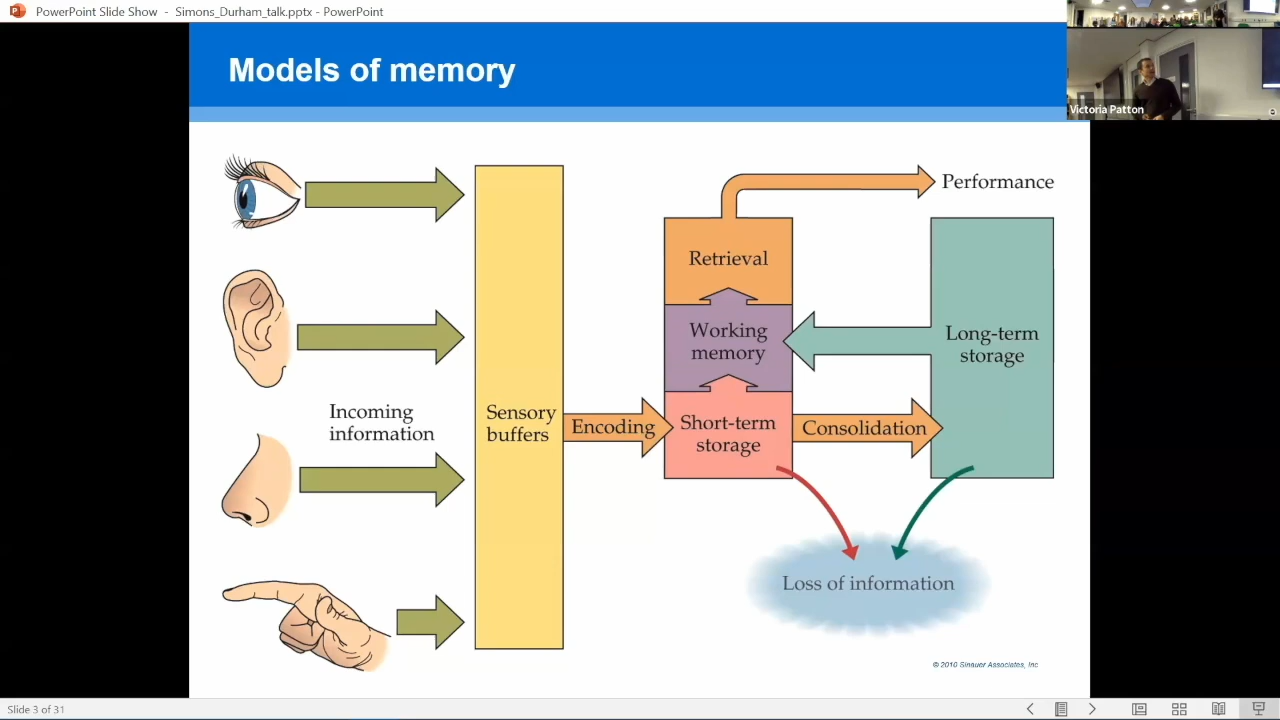 PowerPoint Slide Show - Simons_Durham_talk.pptx - PowerPoint
Models of memory
Victoria Patton
Performance
Retrieval
Working
memory
Long-term
storage
Incoming
information
Sensory
buffers
Encoding
Short-term
storage
Consolidation
Loss of information
© 2010 Sinauer Associates, Inc
Slide 3 of 31